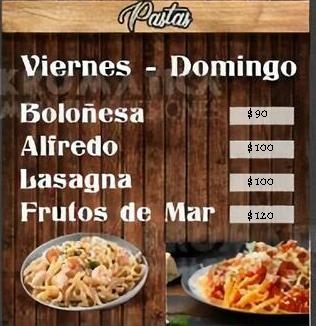 Pastas
Viernes - Domingo
Boloñesa $90
Alfredo $100
Lasagna $100
Frutos de Mar $120